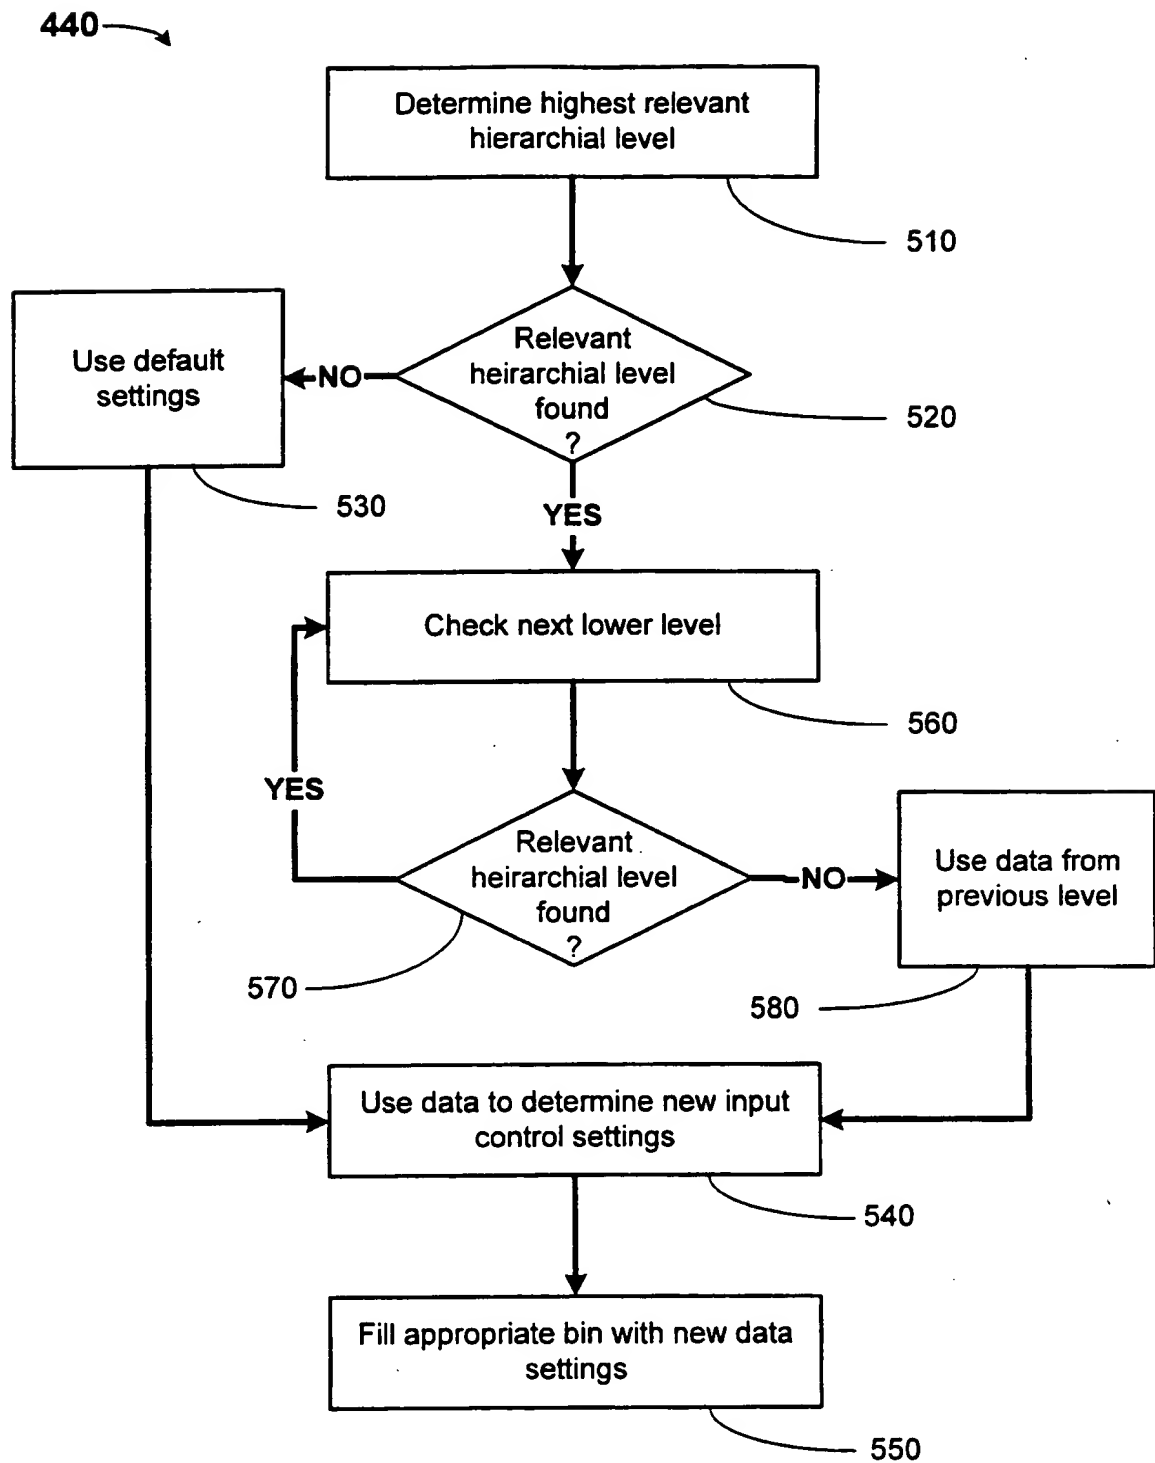 440
Determine highest relevant
hierarchial level
510
Relevant
heirarchial level
found
?
520
NO
Use default
settings
530
YES
Check next lower level
560
YES
Relevant
heirarchial level
found
?
570
NO
Use data from
previous level
580
Use data to determine new input
control settings
540
Fill appropriate bin with new data
settings
550